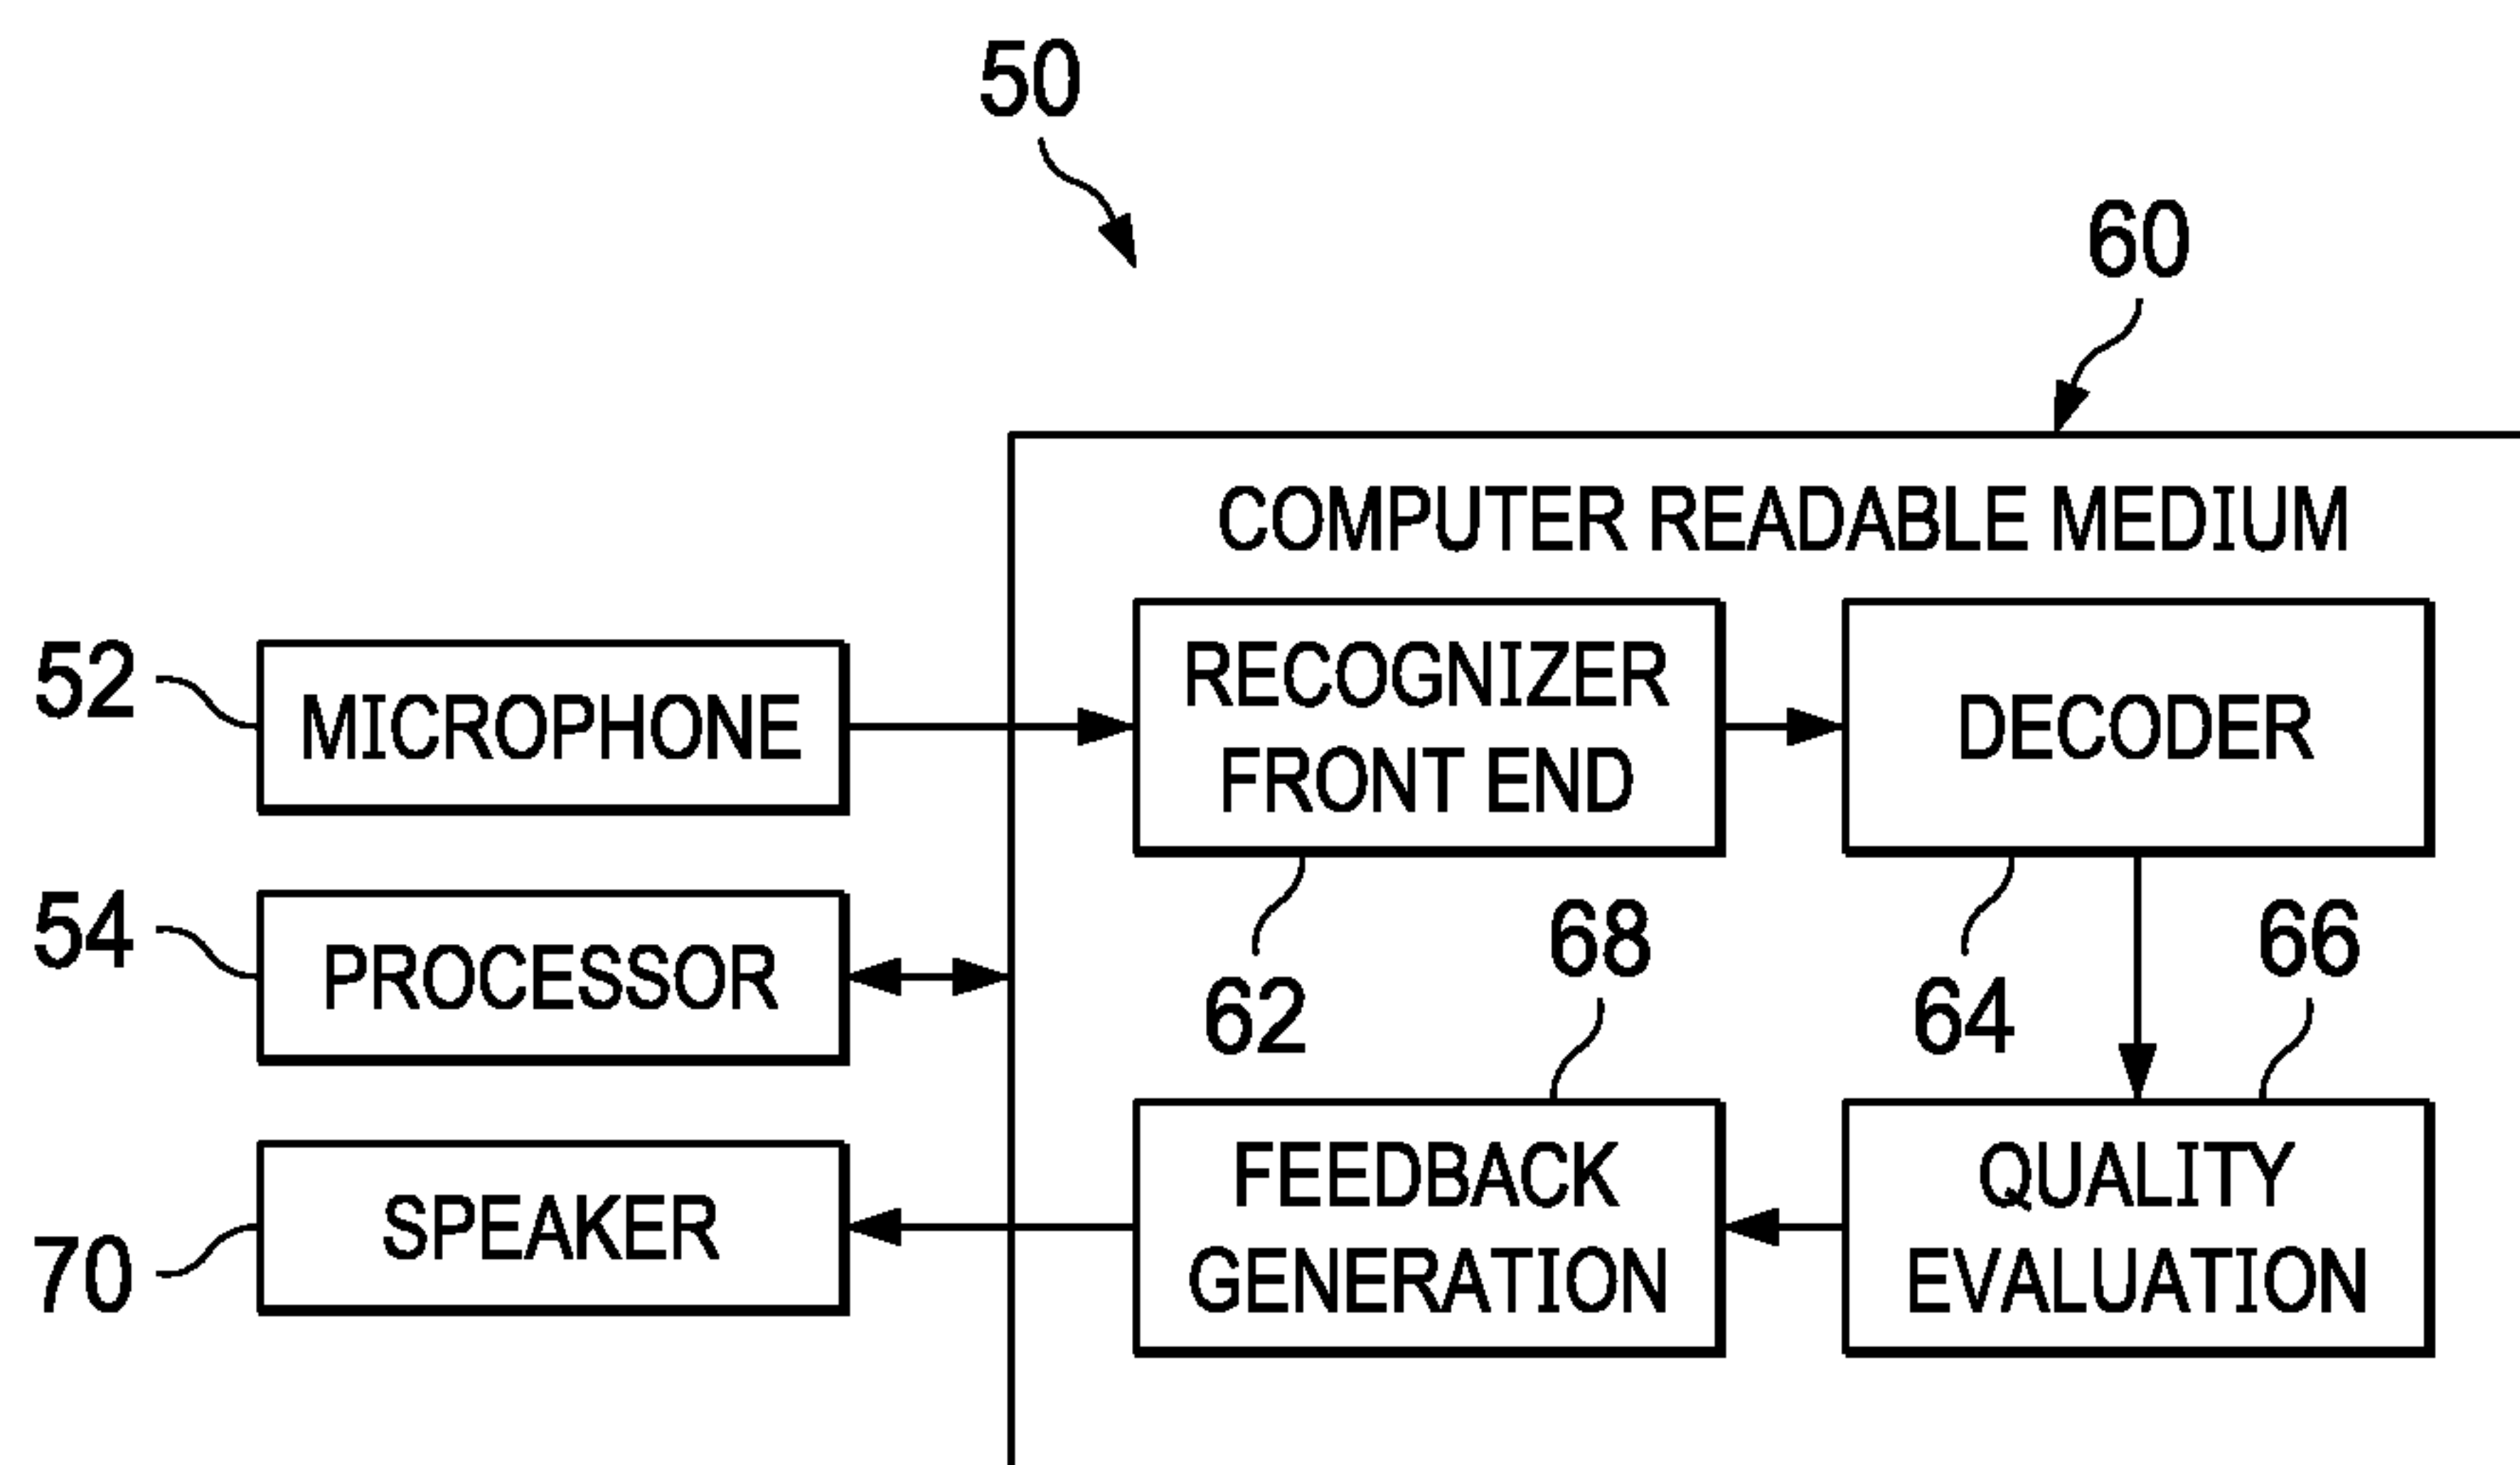 50
60
COMPUTER READABLE MEDIUM
52
MICROPHONE
RECOGNIZER
FRONT END
DECODER
54
PROCESSOR
62
68
64
66
70
SPEAKER
FEEDBACK
GENERATION
QUALITY
EVALUATION